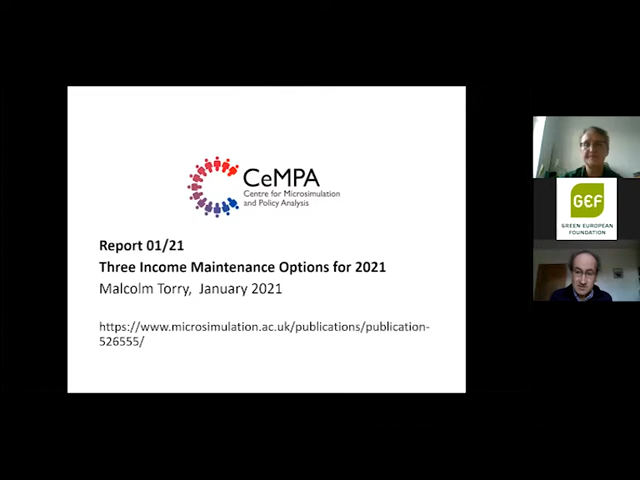 CeMPA
Centre for Microsimulation
and Policy Analysis
Report 01/21
Three Income Maintenance Options for 2021
Malcolm Torry, January 2021
https://www.microsimulation.ac.uk/publications/publication-
526555/
GEF
GREEN EUROPEAN
FOUNDATION